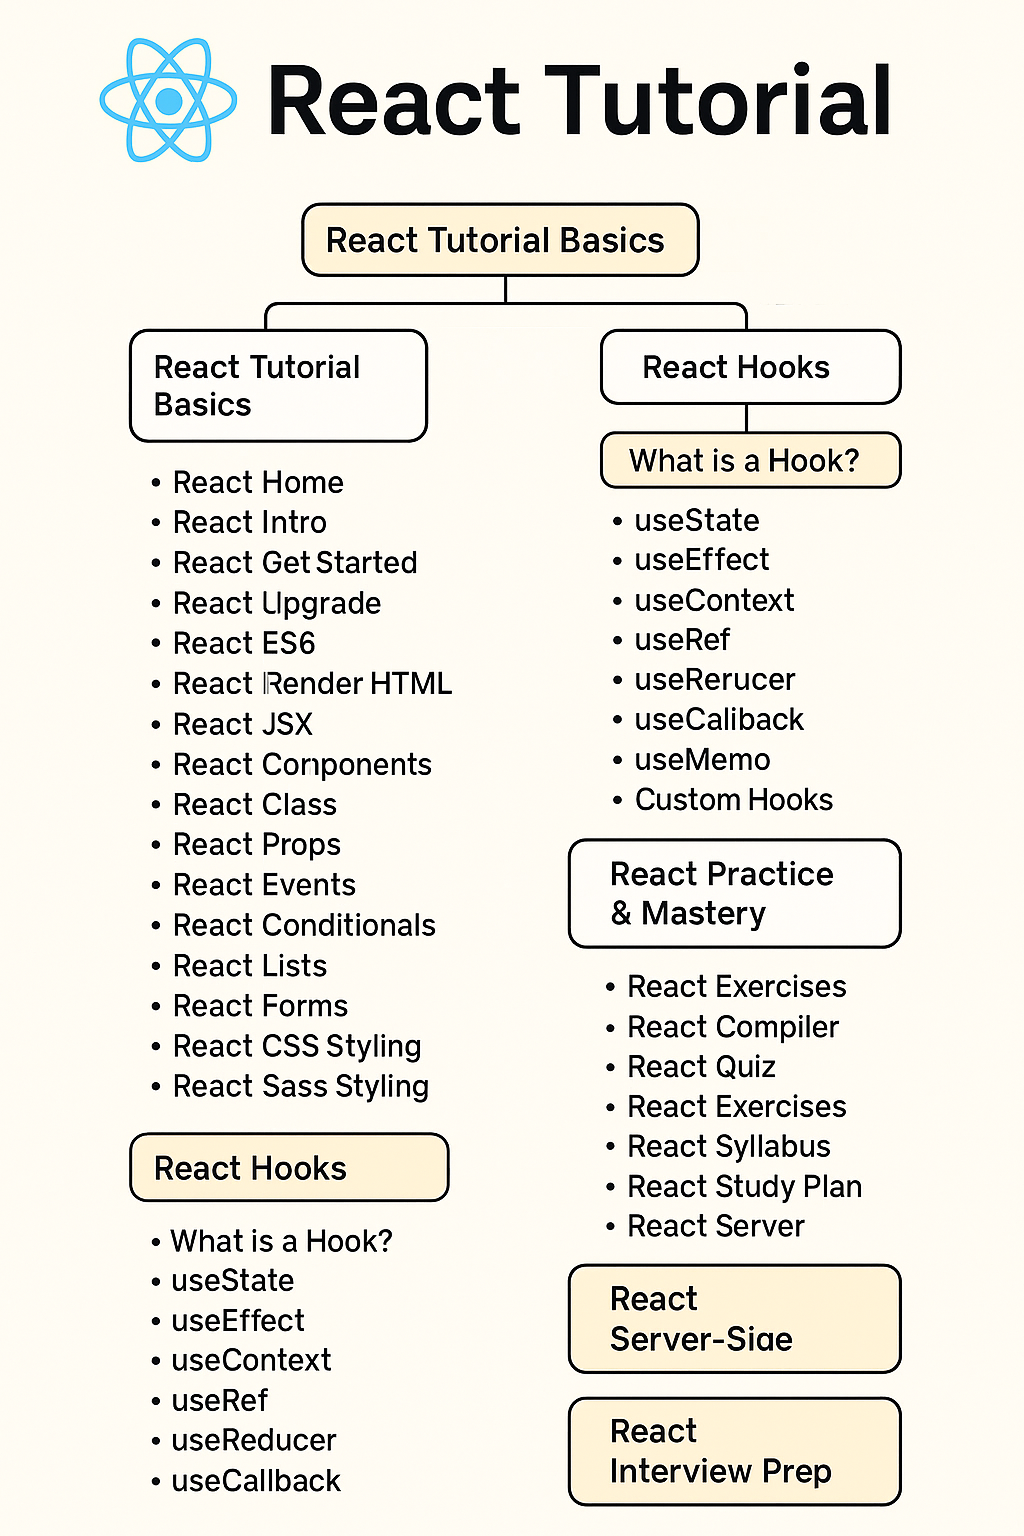 React Tutorial
React Tutorial Basics
React Tutorial
Basics
• React Home
• React Intro
• React Get Started
• React Upgrade
• React ES6
• React Render HTML
• React JSX
• React Components
• React Class
• React Props
• React Events
• React Conditionals
• React Lists
• React Forms
• React CSS Styling
• React Sass Styling
React Hooks
• What is a Hook?
• useState
• useEffect
• useContext
• useRef
• useReducer
• useCallback
React Hooks
What is a Hook?
• useState
• useEffect
• useContext
• useRef
• useRerucer
• useCaliback
• useMemo
• Custom Hooks
React Practice
& Mastery
• React Exercises
• React Compiler
• React Quiz
• React Exercises
• React Syllabus
• React Study Plan
• React Server
React
Server-Side
React
Interview Prep